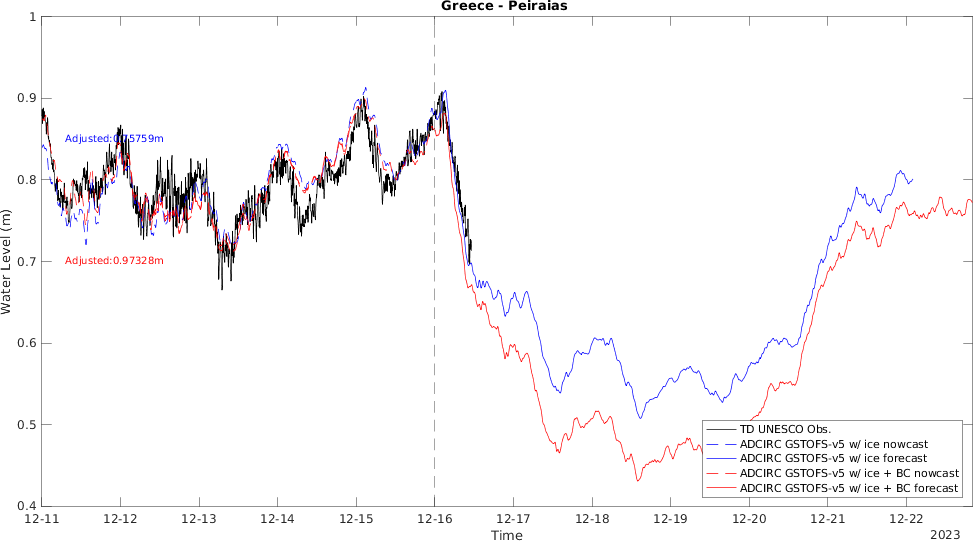 Greece - Peiraias
1
0.9
0.8
0.7
0.6
0.5
0.4
Water Level (m)
Adjusted:0.75759m
Adjusted:0.97328m
TD UNESCO Obs.
ADCIRC GSTOFS-v5 w/ ice nowcast
ADCIRC GSTOFS-v5 w/ ice forecast
ADCIRC GSTOFS-v5 w/ ice + BC nowcast
ADCIRC GSTOFS-v5 w/ ice + BC forecast
12-11 12-12 12-13 12-14 12-15 12-16 12-17 12-18 12-19 12-20 12-21 12-22
Time
2023